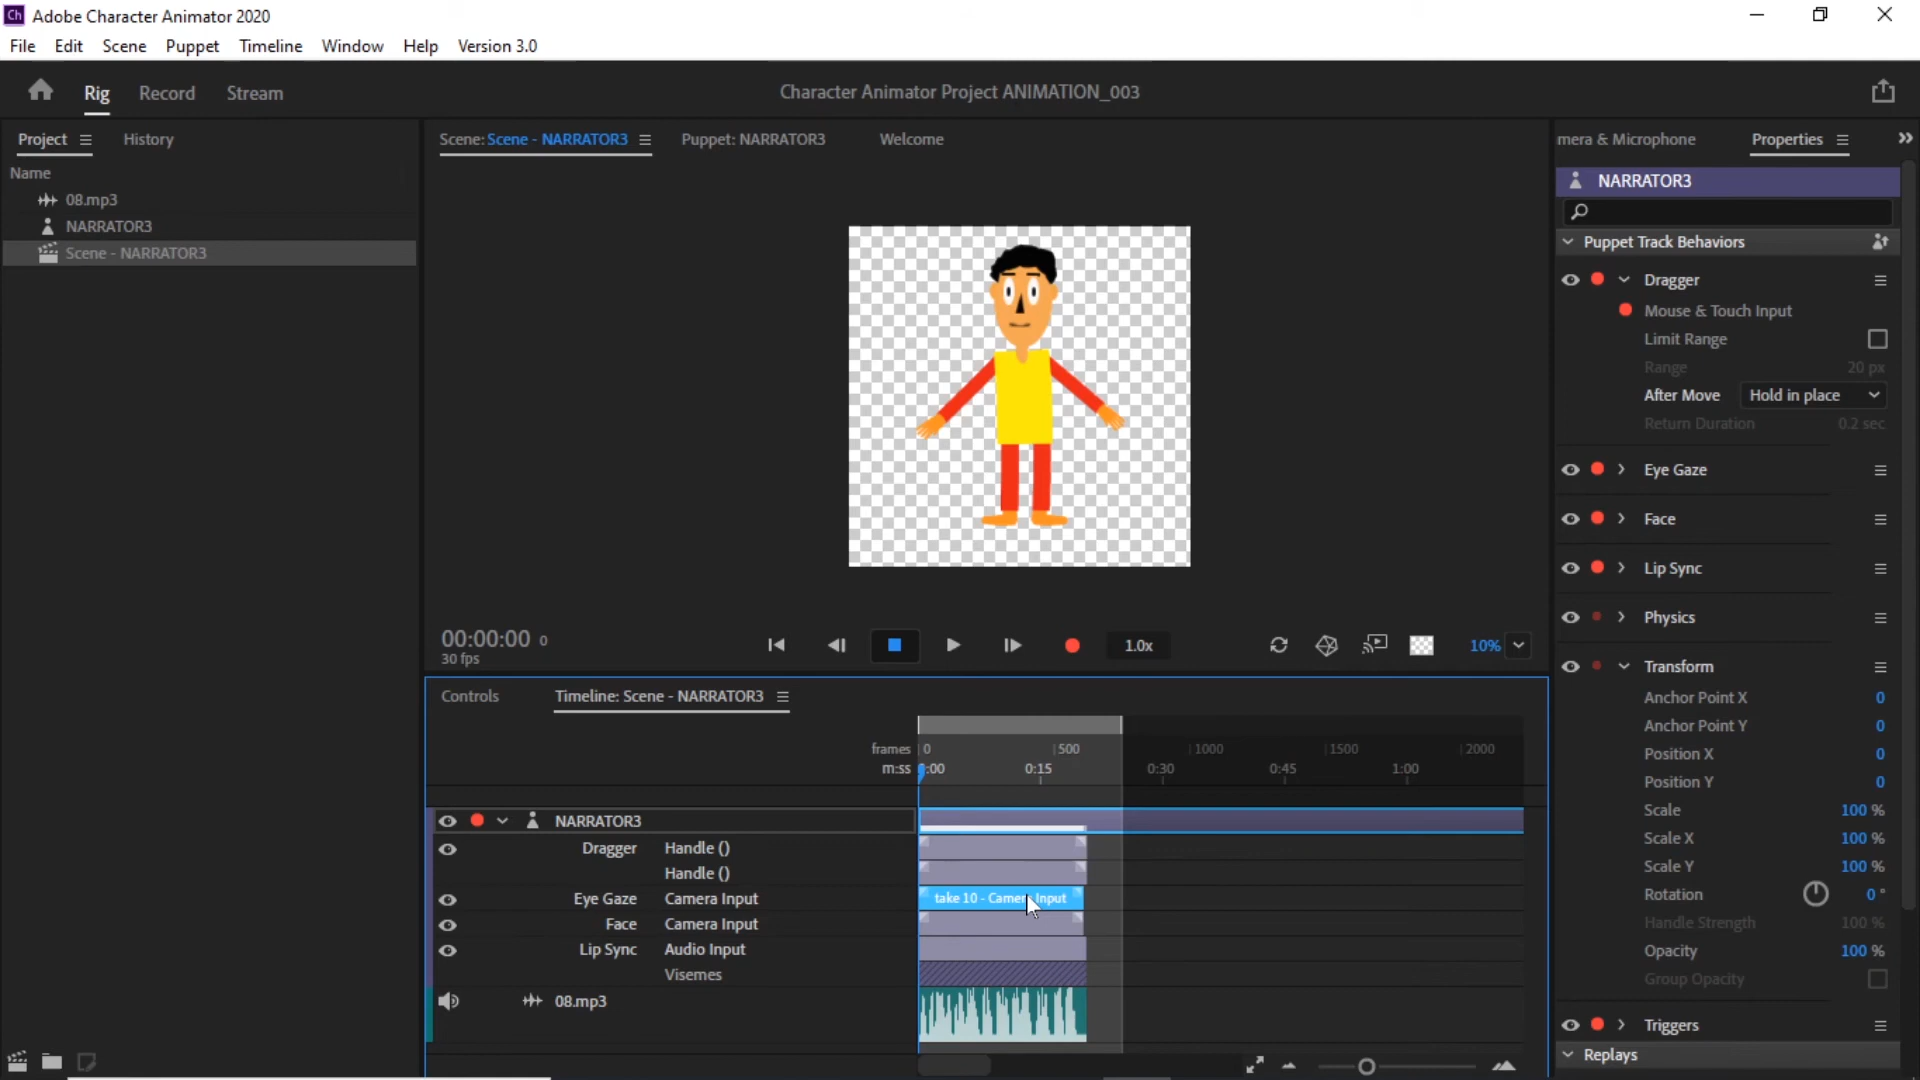 Ch Adobe Character Animator 2020
File Edit Scene Puppet Timeline Window Help Version 3.0
Rig Record Stream Character Animator Project ANIMATION_003
Project History
Name
08.mp3
NARRATOR3
Scene - NARRATOR3
Scene: Scene - NARRATOR3 Puppet: NARRATOR3 Welcome
00:00:00 0
30 fps
1.0x
10%
Controls Timeline: Scene - NARRATOR3
frames 0 500 1000 1500 2000
m:ss :00 0:15 0:30 0:45 1:00
NARRATOR3
Dragger Handle ()
Handle ()
Eye Gaze Camera Input take 10 - Camera Input
Face Camera Input
Lip Sync Audio Input
Visemes
08.mp3
mera & Microphone Properties
NARRATOR3
Puppet Track Behaviors
Dragger
Mouse & Touch Input
Limit Range
Range 20 px
After Move Hold in place
Return Duration 0.2 sec
Eye Gaze
Face
Lip Sync
Physics
Transform
Anchor Point X 0
Anchor Point Y 0
Position X 0
Position Y 0
Scale 100 %
Scale X 100 %
Scale Y 100 %
Rotation 0 °
Handle Strength 100 %
Opacity 100 %
Group Opacity
Triggers
Replays